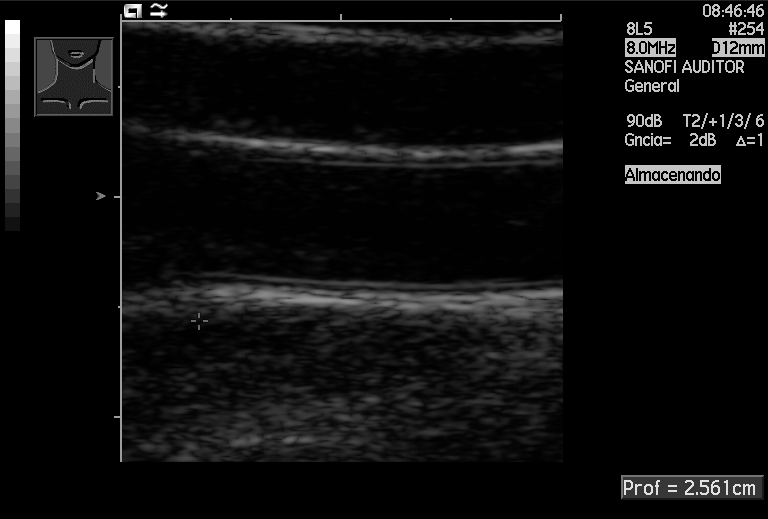 08:46:46
8L5 #254
8.0MHz D12mm
SANOFI AUDITOR
General
90dB T2/+1/3/ 6
Gncia= 2dB Δ=1
Almacenando
Prof = 2.561cm